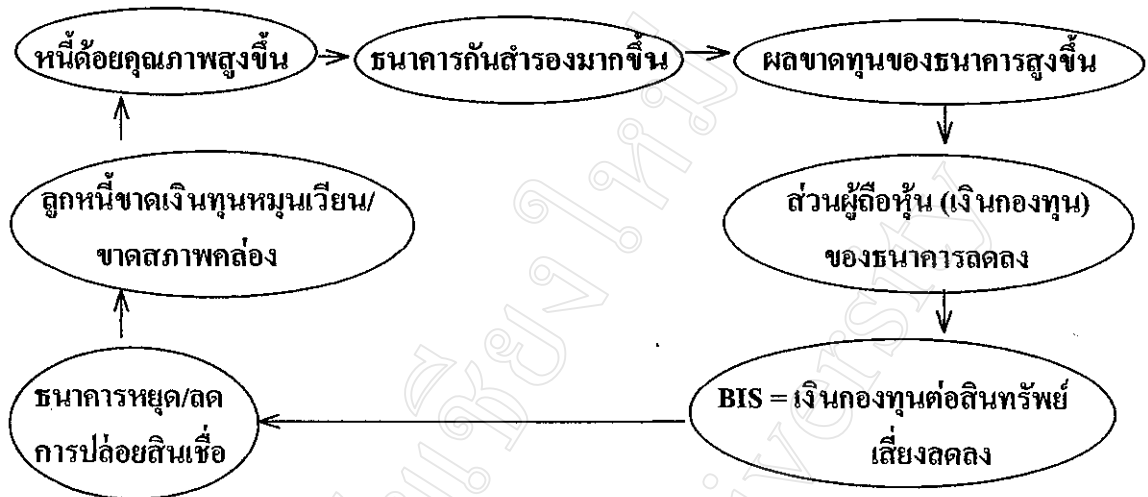 หนี้ด้อยคุณภาพสูงขึ้น
ธนาคารกันสำรองมากขึ้น
ผลขาดทุนของธนาคารสูงขึ้น
ส่วนผู้ถือหุ้น (เงินกองทุน)
ของธนาคารลดลง
BIS = เงินกองทุนต่อสินทรัพย์
เสี่ยงลดลง
ธนาคารหยุด/ลด
การปล่อยสินเชื่อ
ลูกหนี้ขาดเงินทุนหมุนเวียน/
ขาดสภาพคล่อง